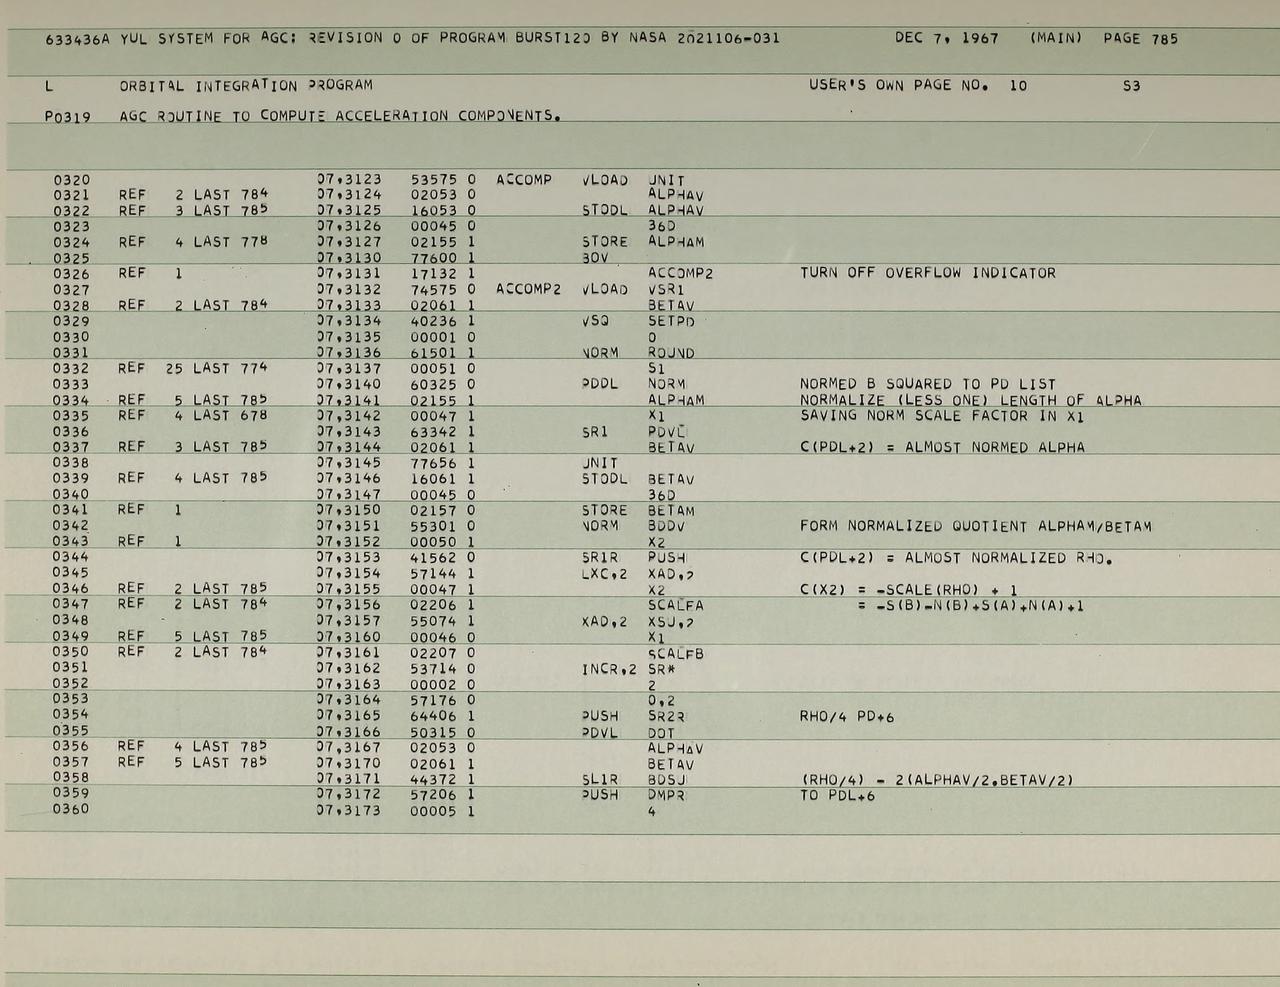 633436A YUL SYSTEM FOR AGC: REVISION 0 OF PROGRAM BURST120 BY NASA 2021106-031 DEC 7, 1967 (MAIN) PAGE 785
L ORBITAL INTEGRATION PROGRAM USER'S OWN PAGE NO. 10 S3
P0319 AGC ROUTINE TO COMPUTE ACCELERATION COMPONENTS.
0320 07,3123 53575 0 ACCOMP VLOAD UNIT
0321 REF 2 LAST 784 07,3124 02053 0 ALPHAV
0322 REF 3 LAST 785 07,3125 16053 0 STODL ALPHAV
0323 07,3126 00045 0 36D
0324 REF 4 LAST 778 07,3127 02155 1 STORE ALPHAM
0325 07,3130 77600 1 BOV
0326 REF 1 07,3131 17132 1 ACCOMP2 TURN OFF OVERFLOW INDICATOR
0327 07,3132 74575 0 ACCOMP2 VLOAD VSR1
0328 REF 2 LAST 784 07,3133 02061 1 BETAV
0329 07,3134 40236 1 VSQ SETPD
0330 07,3135 00001 0 0
0331 07,3136 61501 1 NORM ROUND
0332 REF 25 LAST 774 07,3137 00051 0 S1
0333 07,3140 60325 0 PDDL NORM NORMED B SQUARED TO PD LIST
0334 REF 5 LAST 785 07,3141 02155 1 ALPHAM NORMALIZE (LESS ONE) LENGTH OF ALPHA
0335 REF 4 LAST 678 07,3142 00047 1 X1 SAVING NORM SCALE FACTOR IN X1
0336 07,3143 63342 1 SR1 PDVL
0337 REF 3 LAST 785 07,3144 02061 1 BETAV C(PDL+2) = ALMOST NORMED ALPHA
0338 07,3145 77656 1 UNIT
0339 REF 4 LAST 785 07,3146 16061 0 STODL BETAV
0340 07,3147 00045 0 36D
0341 REF 1 07,3150 02157 0 STORE BETAM
0342 07,3151 55301 0 NORM BDDV FORM NORMALIZED QUOTIENT ALPHAM/BETAM
0343 REF 1 07,3152 00050 1 X2
0344 07,3153 41562 0 SR1R PUSH C(PDL+2) = ALMOST NORMALIZED RHO.
0345 07,3154 57144 1 LXC,2 XAD,2
0346 REF 2 LAST 785 07,3155 00047 1 X2 C(X2) = -SCALE(RHO) + 1
0347 REF 2 LAST 784 07,3156 02206 1 SCALFA = -S(B)-N(B)+S(A)+N(A)+1
0348 07,3157 55074 1 XAD,2 XSU,2
0349 REF 5 LAST 785 07,3160 00046 0 X1
0350 REF 2 LAST 784 07,3161 02207 0 SCALFB
0351 07,3162 53714 0 INCR,2 SR*
0352 07,3163 00002 0 2
0353 07,3164 57176 0 0,2
0354 07,3165 64406 1 PUSH SR2R RHO/4 PD+6
0355 07,3166 50315 0 PDVL DOT
0356 REF 4 LAST 785 07,3167 02053 0 ALPHAV
0357 REF 5 LAST 785 07,3170 02061 1 BETAV
0358 07,3171 44372 1 SL1R BDSU (RHO/4) - 2(ALPHAV/2.BETAV/2)
0359 07,3172 57206 1 PUSH DMPR TO PDL+6
0360 07,3173 00005 1 4